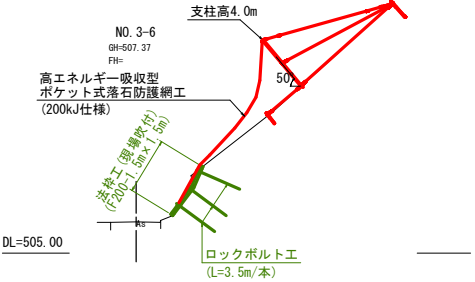 支柱高4.0m
NO.3-6
GH=507.37
FH=
50
高エネルギー吸収型
ポケット式落石防護網工
(200kJ仕様)
法枠工(現場吹付)
(F200-1.5m×1.5m)
As
DL=505.00
ロックボルト工
(L=3.5m/本)